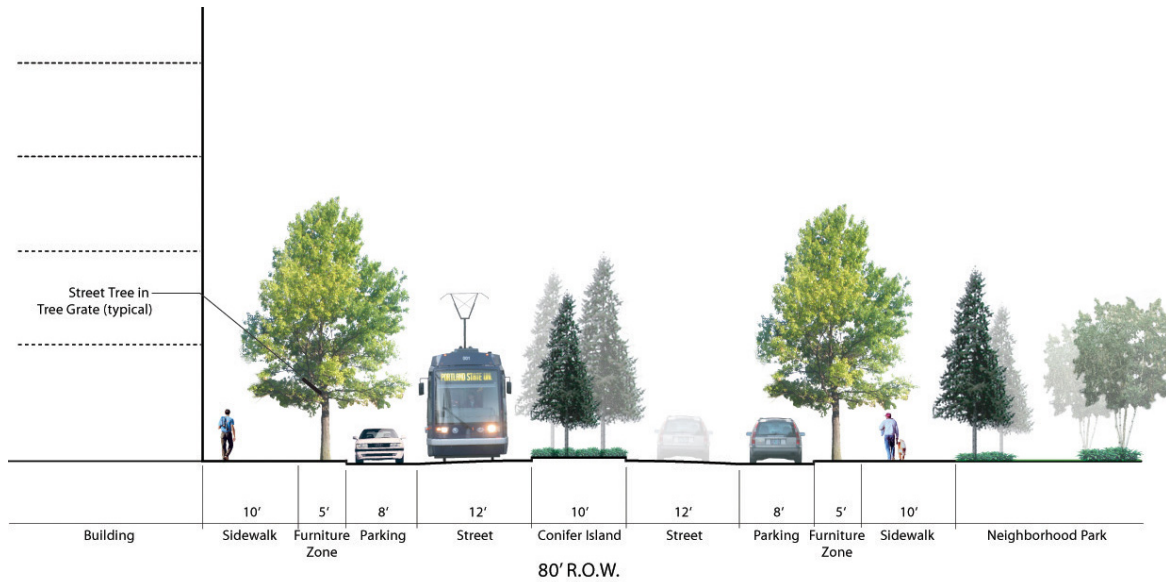 Street Tree in
Tree Grate (typical)
PORTLAND State Uni
10’ 5’ 8’ 12’ 10’ 12’ 8’ 5’ 10’
Building Sidewalk Furniture Parking Street Conifer Island Street Parking Furniture Sidewalk Neighborhood Park
Zone Zone
80’ R.O.W.